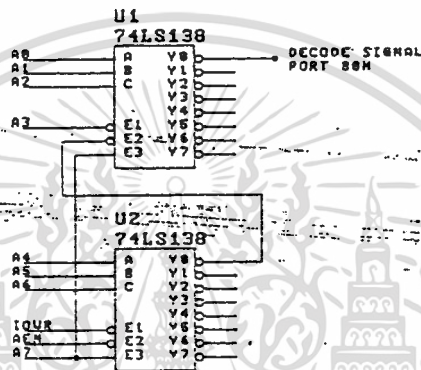 U1
74LS138
A0 A Y0 DECODE SIGNAL
A1 B Y1 PORT 80H
A2 C Y2
Y3
Y4
A3 E1 Y5
E2 Y6
E3 Y7
U2
74LS138
A4 A Y0
A5 B Y1
A6 C Y2
Y3
Y4
IOWR E1 Y5
AEN E2 Y6
A7 E3 Y7